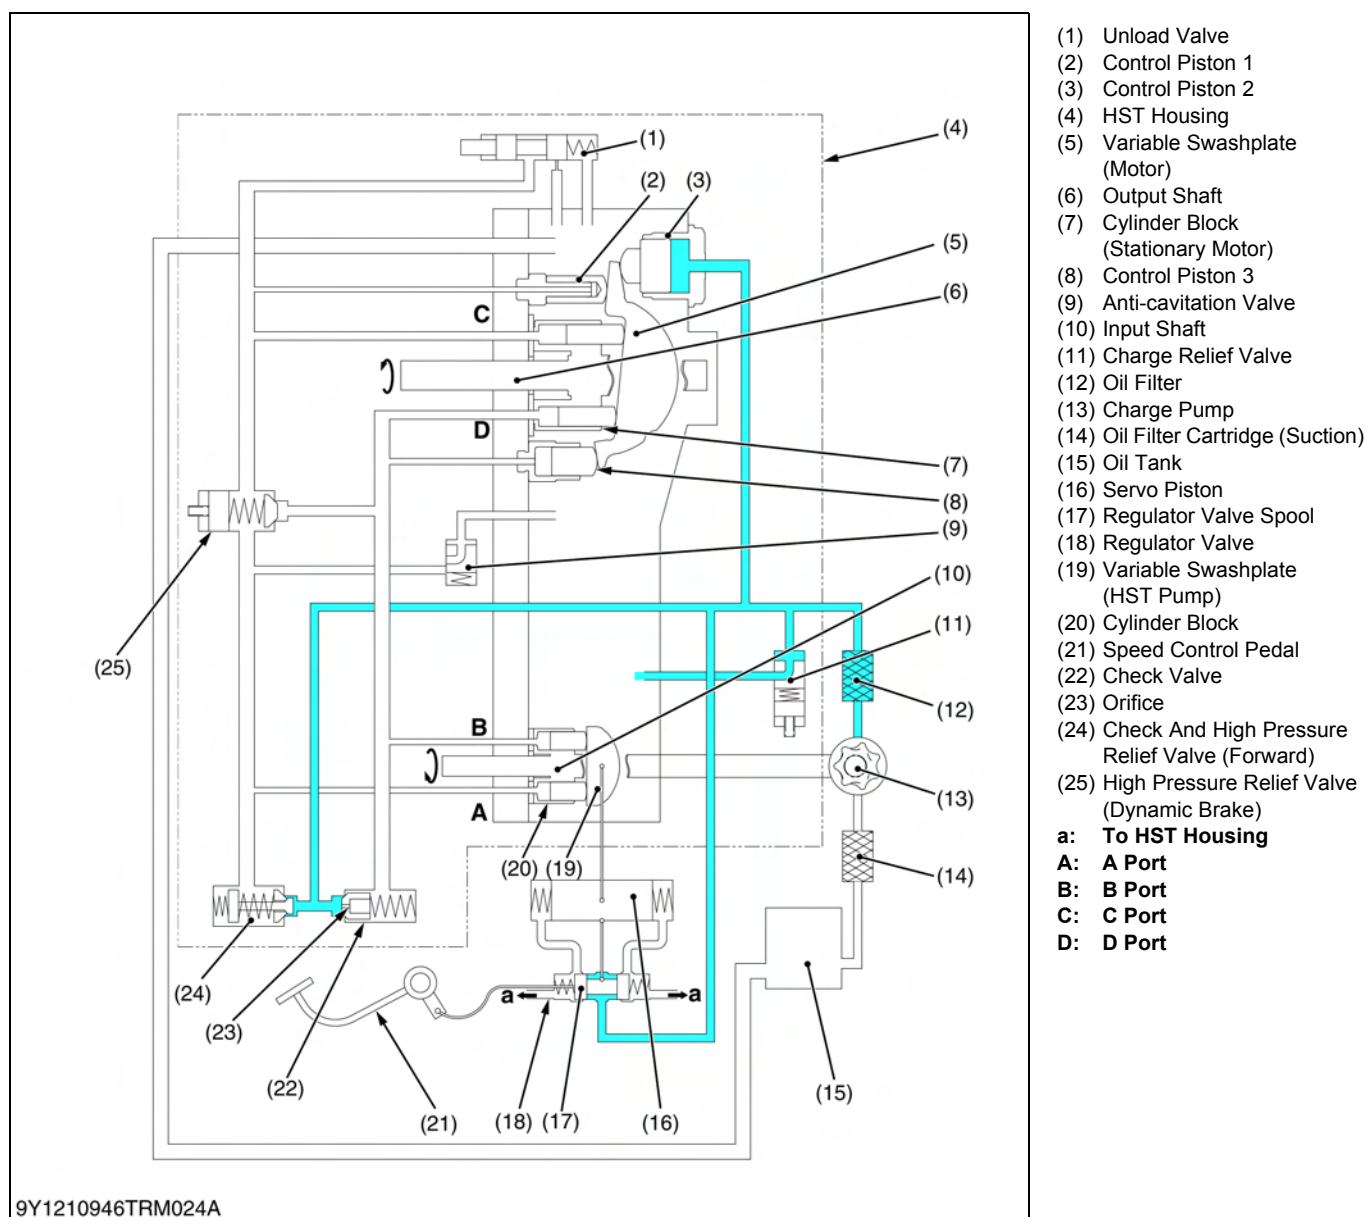 (1)
(4)
(2)
(3)
(5)
(6)
C
D
(7)
(8)
(9)
(10)
(11)
(25)
(12)
B
A
(13)
(20)
(19)
(14)
(24)
a
a
(23)
(22)
(21)
(18)
(17)
(16)
(15)
9Y1210946TRM024A
(1) Unload Valve
(2) Control Piston 1
(3) Control Piston 2
(4) HST Housing
(5) Variable Swashplate
(Motor)
(6) Output Shaft
(7) Cylinder Block
(Stationary Motor)
(8) Control Piston 3
(9) Anti-cavitation Valve
(10) Input Shaft
(11) Charge Relief Valve
(12) Oil Filter
(13) Charge Pump
(14) Oil Filter Cartridge (Suction)
(15) Oil Tank
(16) Servo Piston
(17) Regulator Valve Spool
(18) Regulator Valve
(19) Variable Swashplate
(HST Pump)
(20) Cylinder Block
(21) Speed Control Pedal
(22) Check Valve
(23) Orifice
(24) Check And High Pressure
Relief Valve (Forward)
(25) High Pressure Relief Valve
(Dynamic Brake)
a: To HST Housing
A: A Port
B: B Port
C: C Port
D: D Port